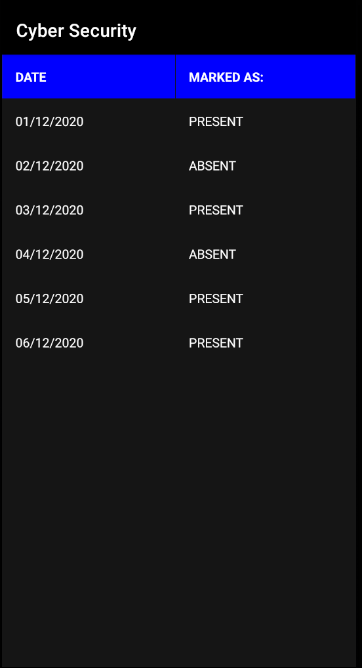 Cyber Security
DATE MARKED AS:
01/12/2020 PRESENT
02/12/2020 ABSENT
03/12/2020 PRESENT
04/12/2020 ABSENT
05/12/2020 PRESENT
06/12/2020 PRESENT